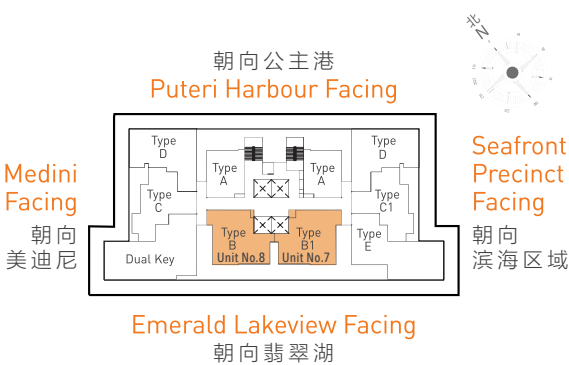 北
N
朝向公主港
Puteri Harbour Facing
Medini
Facing
朝向
美迪尼
Seafront
Precinct
Facing
朝向
滨海区域
Type
D
Type
A
Type
A
Type
D
Type
C
Type
C1
Type
B
Unit No.8
Type
B1
Unit No.7
Type
E
Dual Key
Emerald Lakeview Facing
朝向翡翠湖